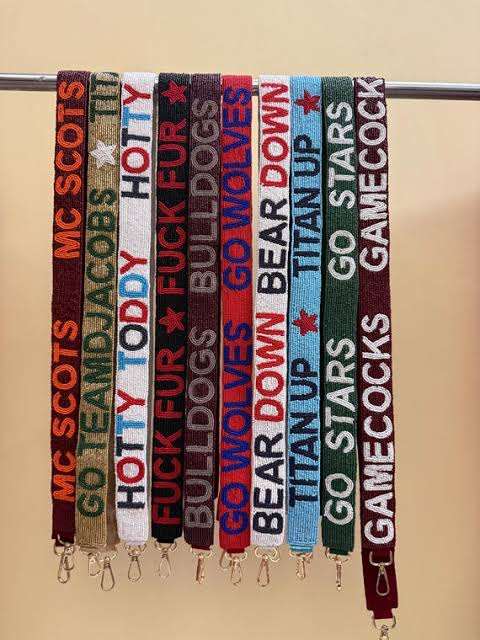 MC SCOTS MC SCOTS
GO TEAMDJACOBS
HOTTY TODDY HOTTY
FUCK FUR FUCK FUR
BULLDOGS BULLDOGS
GO WOLVES GO WOLVES
BEAR DOWN BEAR DOWN
TITAN UP TITAN UP
GO STARS GO STARS
GAMECOCKS GAMECOCK